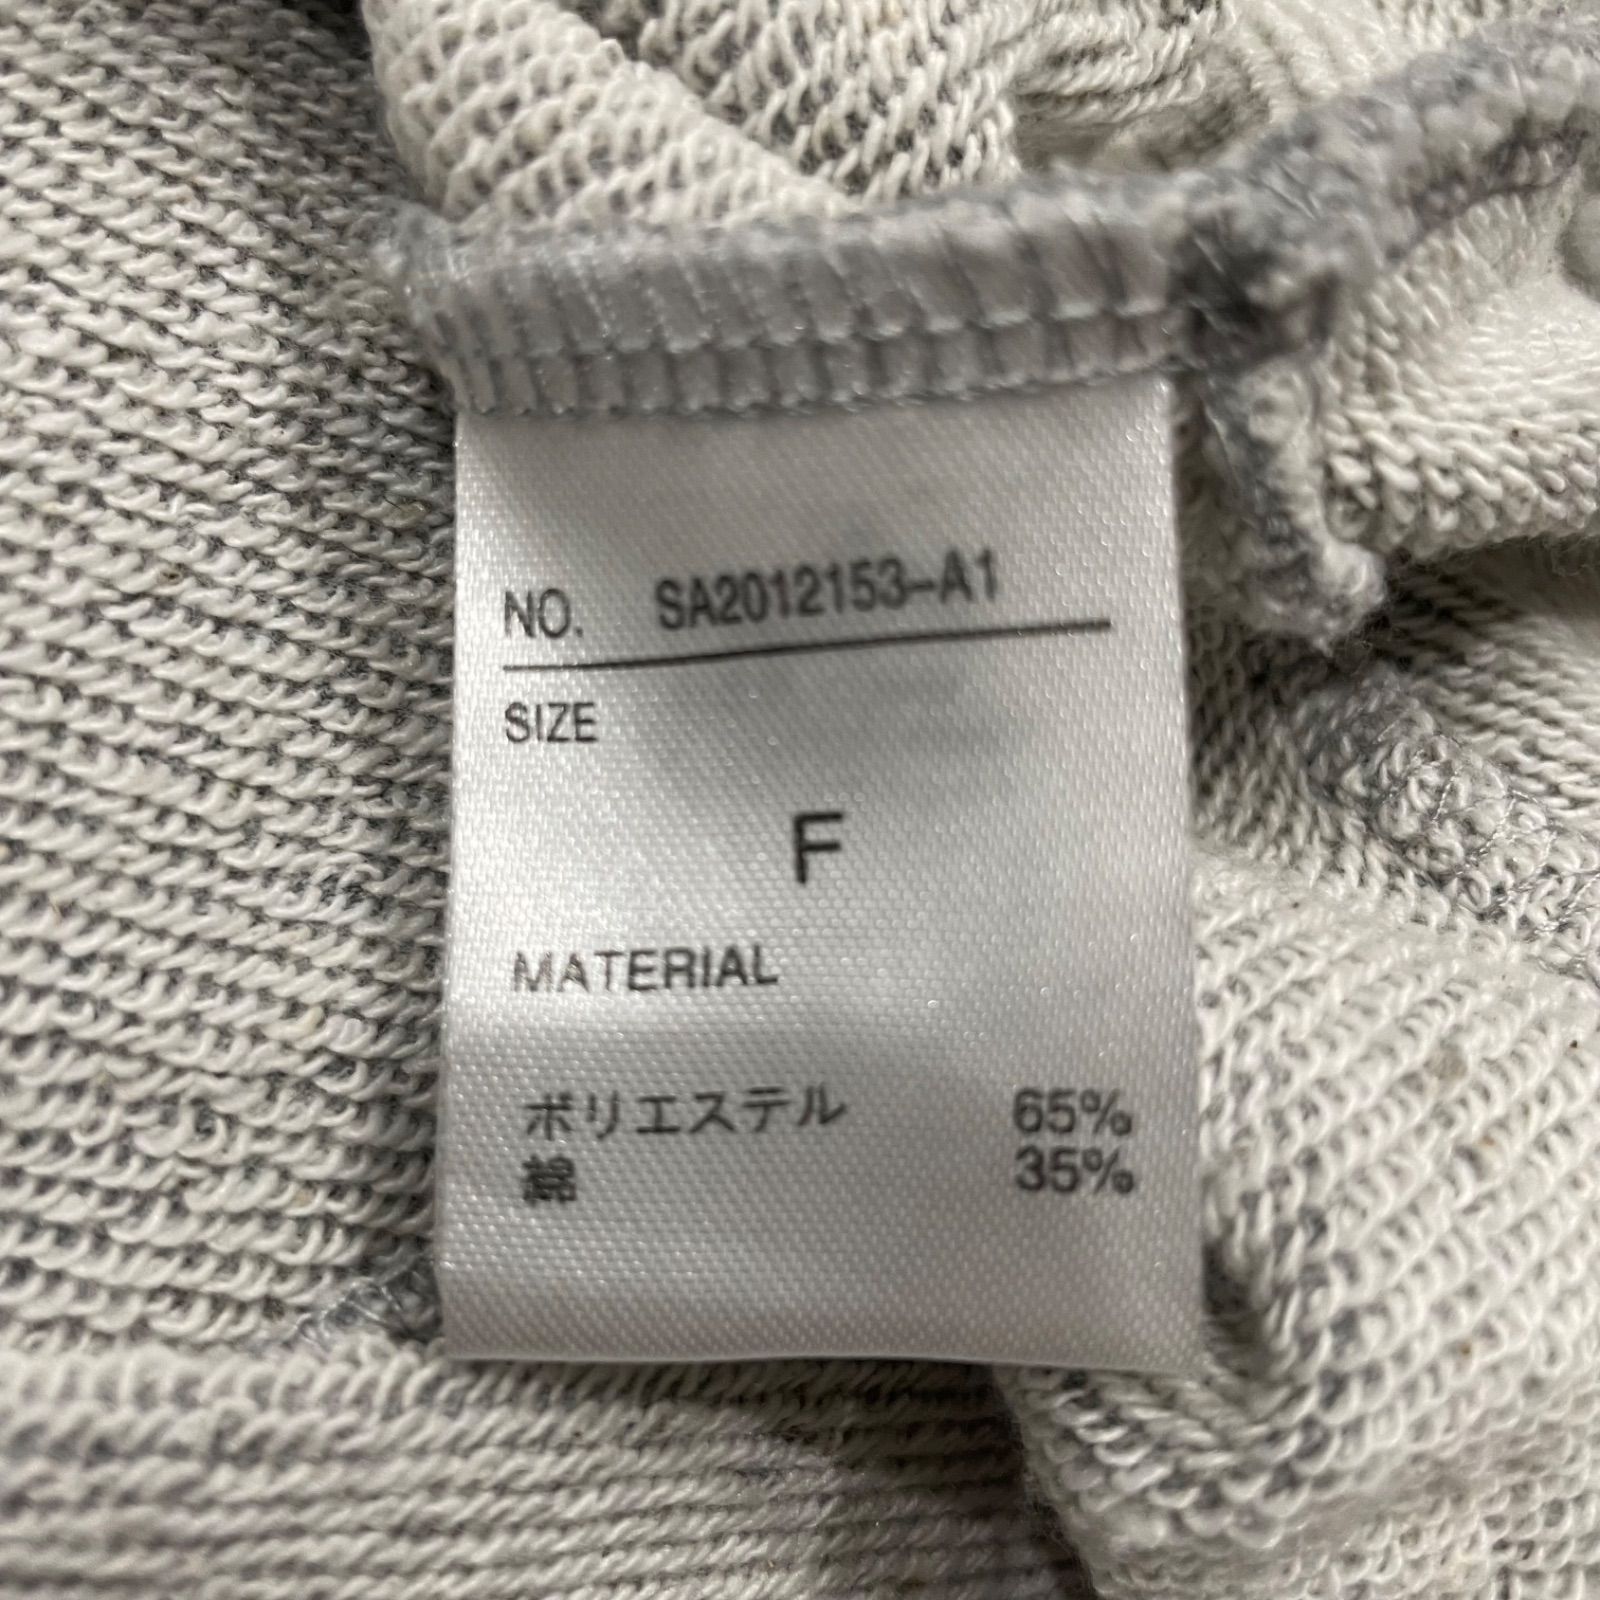 NO. SA2012153-A1
SIZE
F
MATERIAL
ポリエステル 65%
綿 35%